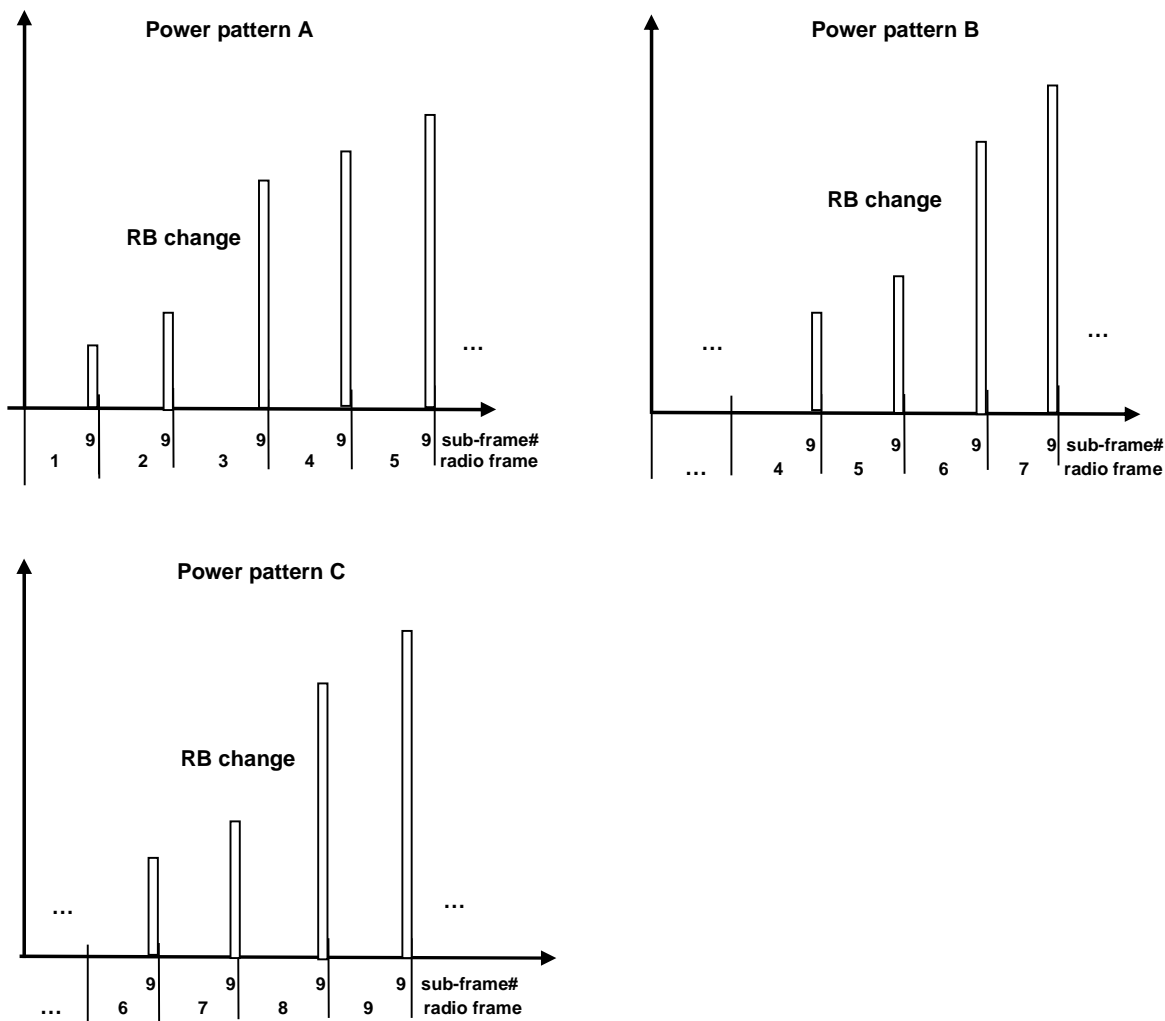 Power pattern A
RB change
...
9 9 9 9 9 sub-frame#
1 2 3 4 5 radio frame
Power pattern B
RB change
... ...
9 9 9 9 sub-frame#
... 4 5 6 7 radio frame
Power pattern C
RB change
... ...
9 9 9 9 sub-frame#
... 6 7 8 9 radio frame